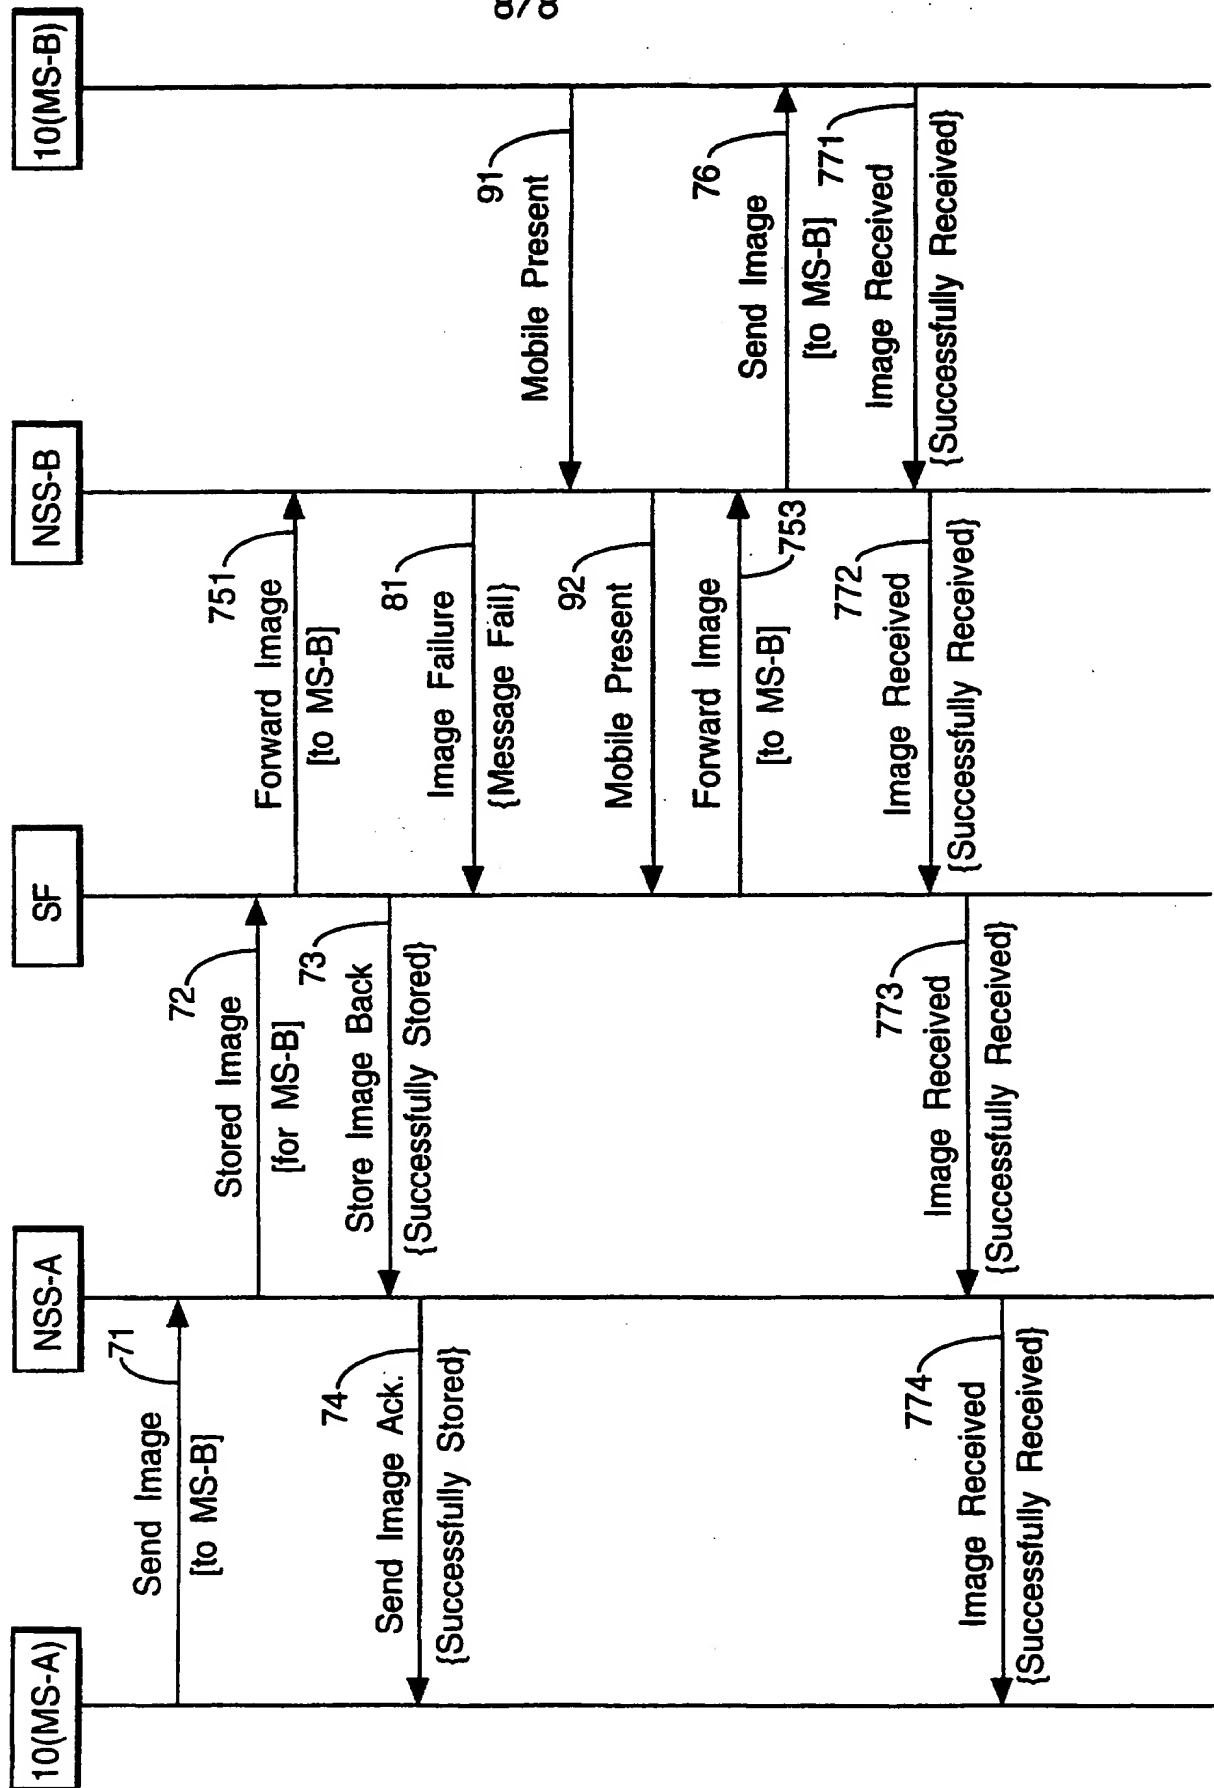 8/8
10(MS-A)
NSS-A
SF
NSS-B
10(MS-B)
71
Send Image
[to MS-B]
72
Stored Image
[for MS-B]
751
Forward Image
[to MS-B]
73
Store Image Back
{Successfully Stored}
74
Send Image Ack.
{Successfully Stored}
81
Image Failure
{Message Fail}
91
Mobile Present
92
Mobile Present
Forward Image
753
[to MS-B]
76
Send Image
[to MS-B]
771
Image Received
{Successfully Received}
772
Image Received
{Successfully Received}
773
Image Received
{Successfully Received}
774
Image Received
{Successfully Received}